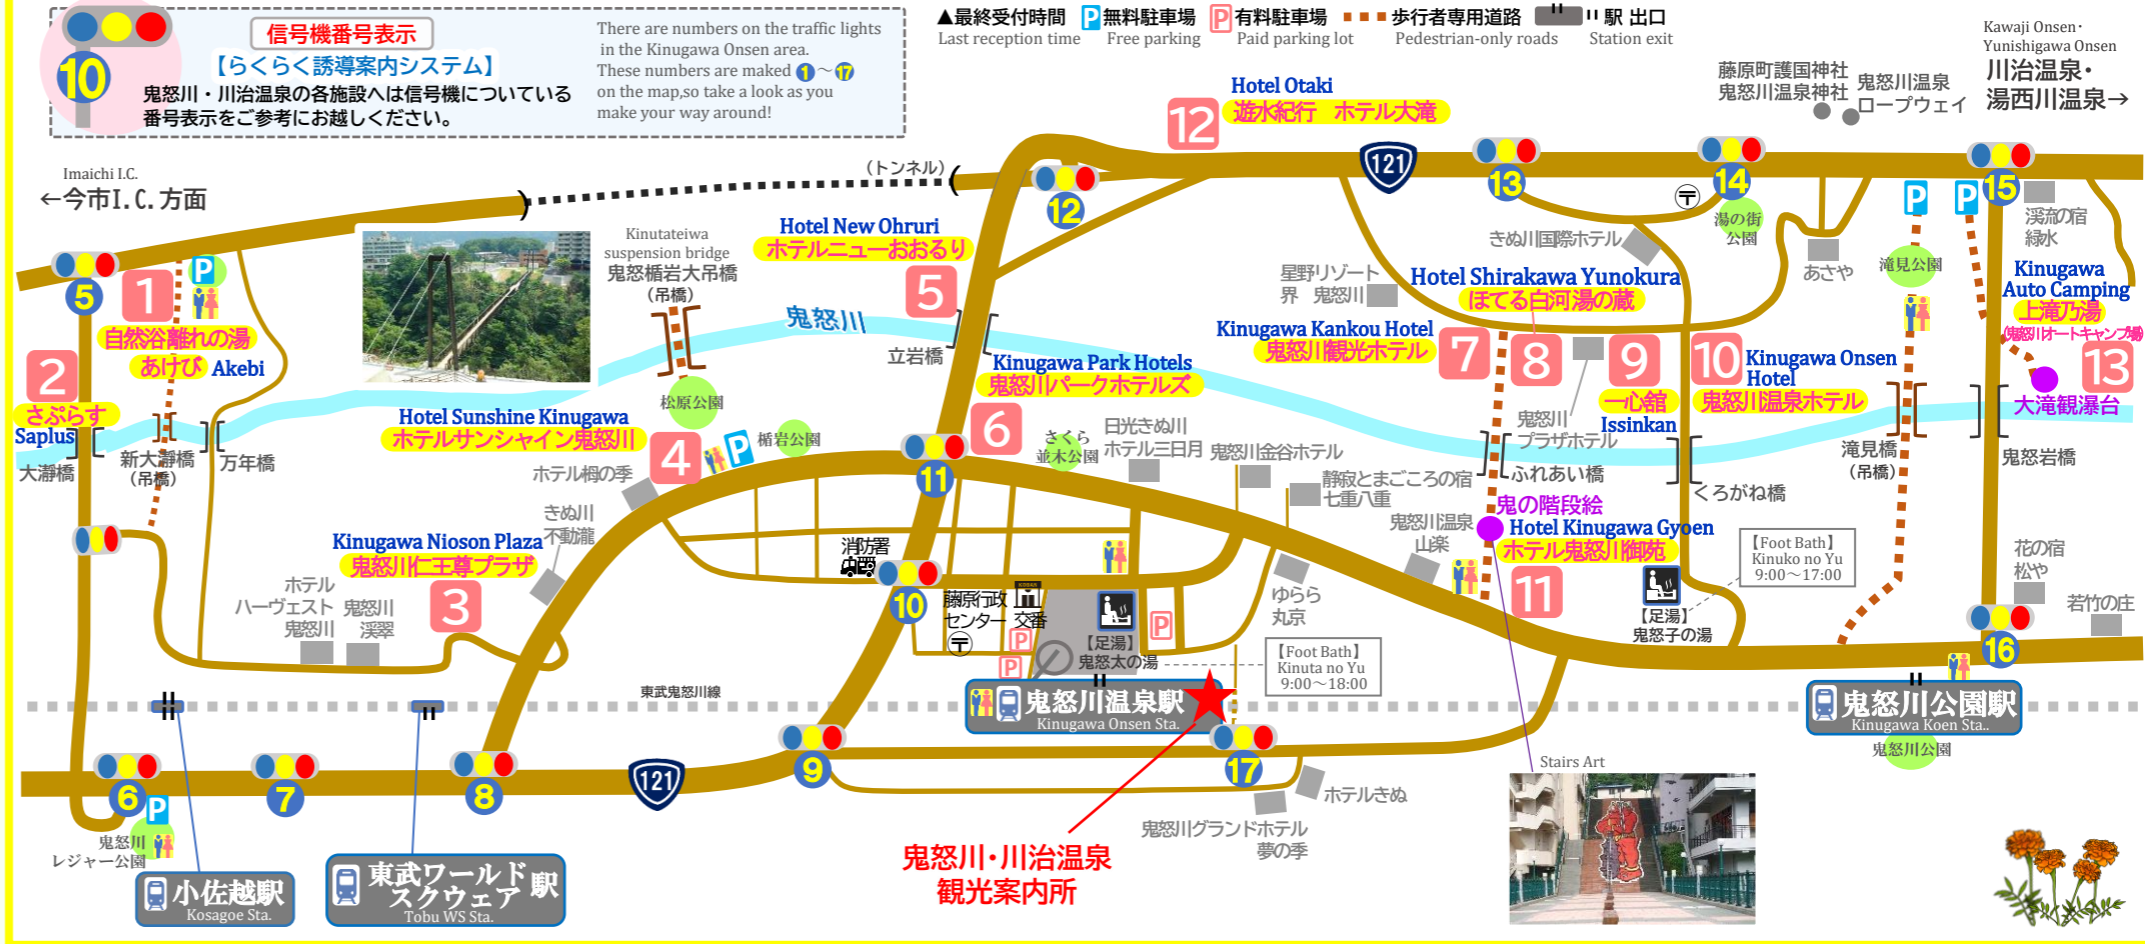 信号機番号表示
【らくらく誘導案内システム】
鬼怒川・川治温泉の各施設へは信号機についている
番号表示をご参考にお越しください。
10
There are numbers on the traffic lights
in the Kinugawa Onsen area.
These numbers are maked 1～17
on the map,so take a look as you
make your way around!
▲最終受付時間
Last reception time
P 無料駐車場
Free parking
P 有料駐車場
Paid parking lot
歩行者専用道路
Pedestrian-only roads
駅 出口
Station exit
Kawaji Onsen・
Yunishigawa Onsen
川治温泉・
湯西川温泉→
藤原町護国神社
鬼怒川温泉神社
鬼怒川温泉
ロープウェイ
Hotel Otaki
12
遊水紀行 ホテル大滝
121
13
14
15
〒
湯の街
公園
P
P
渓流の宿
緑水
Imaichi I.C.
←今市I.C.方面
(トンネル)
12
Hotel New Ohruri
ホテルニューおおるり
5
Kinutateiwa
suspension bridge
鬼怒楯岩大吊橋
(吊橋)
鬼怒川
立岩橋
5
1
P
自然浴離れの湯
あけび Akebi
2
さぷらす
Saplus
大瀞橋
新大瀞橋
(吊橋)
万年橋
松原公園
Hotel Sunshine Kinugawa
ホテルサンシャイン鬼怒川
4
P
楯岩公園
ホテル栂の季
きぬ川
不動瀧
Kinugawa Park Hotels
鬼怒川パークホテルズ
6
11
さくら
並木公園
日光きぬ川
ホテル三日月
鬼怒川金谷ホテル
静寂とまごころの宿
七重八重
星野リゾート
界 鬼怒川
きぬ川国際ホテル
あさや
滝見公園
Hotel Shirakawa Yunokura
ほてる白河湯の蔵
8
Kinugawa Kankou Hotel
鬼怒川観光ホテル
7
鬼怒川
プラザホテル
9
一心舘
Issinkan
10
Kinugawa Onsen
Hotel
鬼怒川温泉ホテル
Kinugawa
Auto Camping
上滝乃湯
(鬼怒川オートキャンプ場)
13
大滝観瀑台
滝見橋
(吊橋)
鬼怒岩橋
ふれあい橋
くろがね橋
鬼の階段絵
Hotel Kinugawa Gyoen
ホテル鬼怒川御苑
11
鬼怒川温泉
山楽
【Foot Bath】
Kinuko no Yu
9:00～17:00
【足湯】
鬼怒子の湯
花の宿
松や
若竹の庄
16
Kinugawa Nioson Plaza
鬼怒川仁王尊プラザ
3
ホテル
ハーヴェスト
鬼怒川
鬼怒川
渓翠
消防署
10
藤原行政
センター
〒
KOBAN
交番
P
P
P
【足湯】
鬼怒太の湯
ゆらら
丸京
【Foot Bath】
Kinuta no Yu
9:00～18:00
東武鬼怒川線
鬼怒川温泉駅
Kinugawa Onsen Sta.
鬼怒川公園駅
Kinugawa Koen Sta..
鬼怒川公園
6
7
8
121
9
17
P
鬼怒川
レジャー公園
小佐越駅
Kosagoe Sta.
東武ワールド
スクウェア 駅
Tobu WS Sta.
鬼怒川・川治温泉
観光案内所
ホテルきぬ
鬼怒川グランドホテル
夢の季
Stairs Art